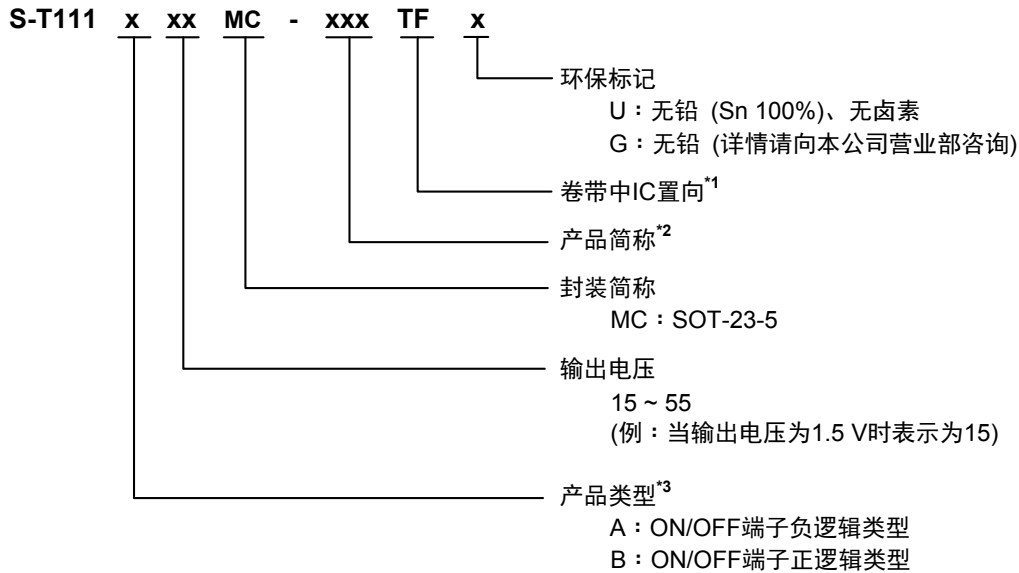 S-T111 x xx MC - xxx TF x
环保标记
U：无铅 (Sn 100%)、无卤素
G：无铅 (详情请向本公司营业部咨询)
卷带中IC置向*1
产品简称*2
封装简称
MC：SOT-23-5
输出电压
15 ~ 55
(例：当输出电压为1.5 V时表示为15)
产品类型*3
A：ON/OFF端子负逻辑类型
B：ON/OFF端子正逻辑类型